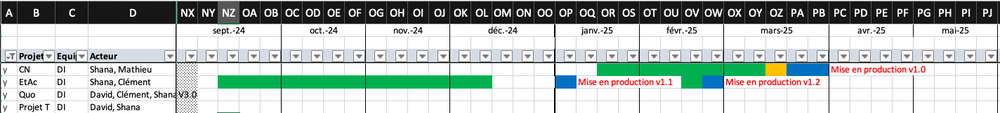 A B C D NX NY NZ OA OB OC OD OE OF OG OH OI OJ OK OL OM ON OO OP OQ OR OS OT OU OV OW OX OY OZ PA PB PC PD PE PF PG PH PI PJ
sept.-24 oct.-24 nov.-24 déc.-24 janv.-25 févr.-25 mars-25 avr.-25 mai-25
Projet Equi Acteur
y CN DI Shana, Mathieu Mise en production v1.0
y EtAc DI Shana, Clément Mise en production v1.1 Mise en production v1.2
y Quo DI David, Clément, Shana V3.0
y Projet T DI David, Shana